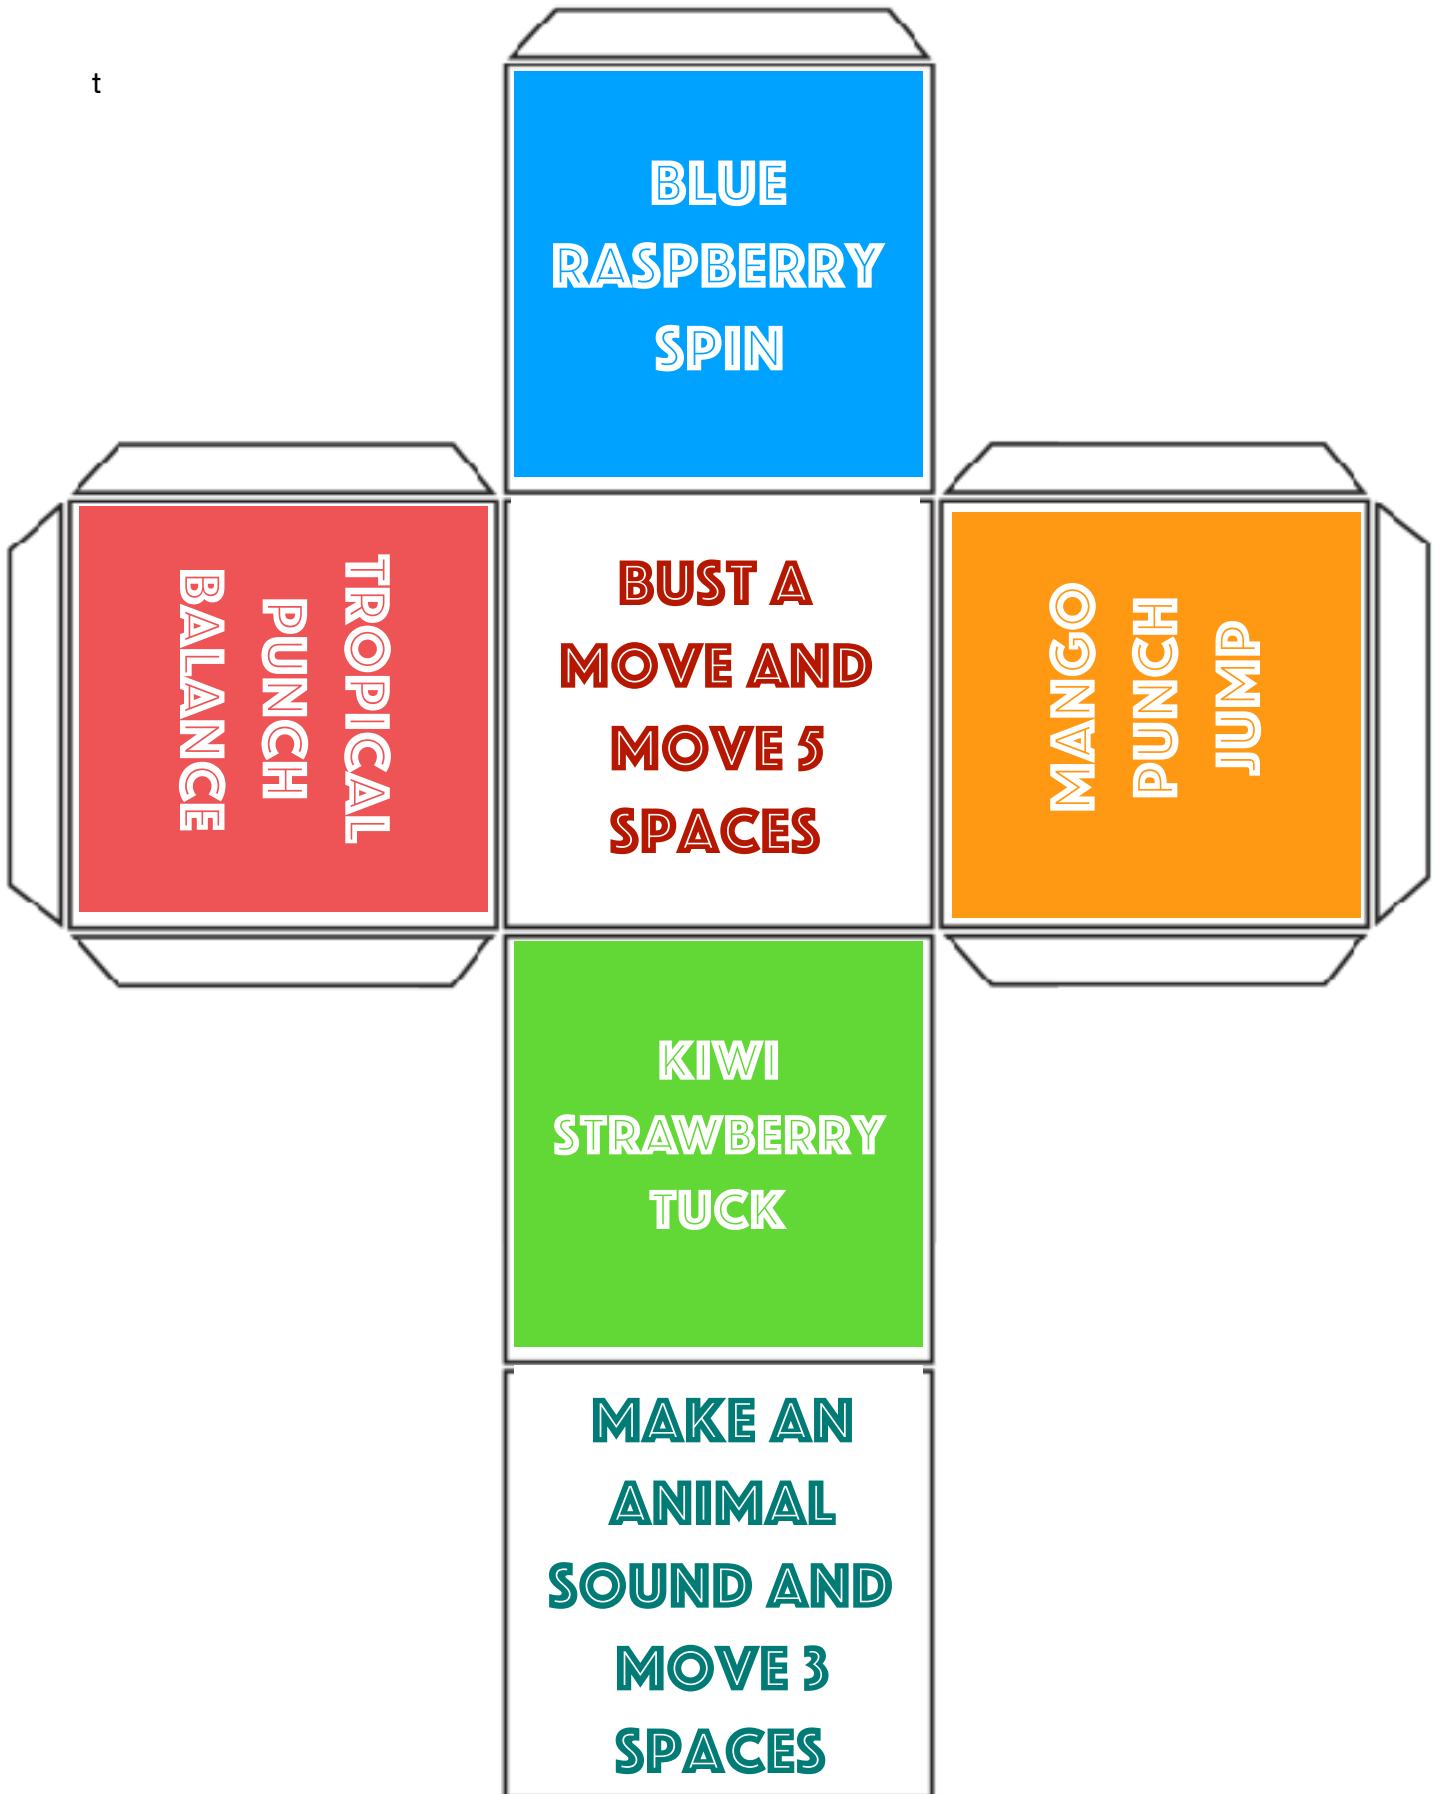 t
BLUE
RASPBERRY
SPIN
TROPICAL
PUNCH
BALANCE
BUST A
MOVE AND
MOVE 5
SPACES
MANGO
PUNCH
JUMP
KIWI
STRAWBERRY
TUCK
MAKE AN
ANIMAL
SOUND AND
MOVE 3
SPACES